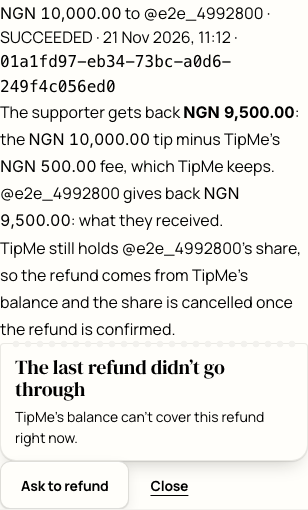 NGN 10,000.00 to @e2e_4992800 ·
SUCCEEDED · 21 Nov 2026, 11:12 ·
01a1fd97-eb34-73bc-a0d6-
249f4c056ed0
The supporter gets back NGN 9,500.00:
the NGN 10,000.00 tip minus TipMe's
NGN 500.00 fee, which TipMe keeps.
@e2e_4992800 gives back NGN
9,500.00: what they received.
TipMe still holds @e2e_4992800's share,
so the refund comes from TipMe's
balance and the share is cancelled once
the refund is confirmed.
The last refund didn't go
through
TipMe's balance can't cover this refund
right now.
Ask to refund Close